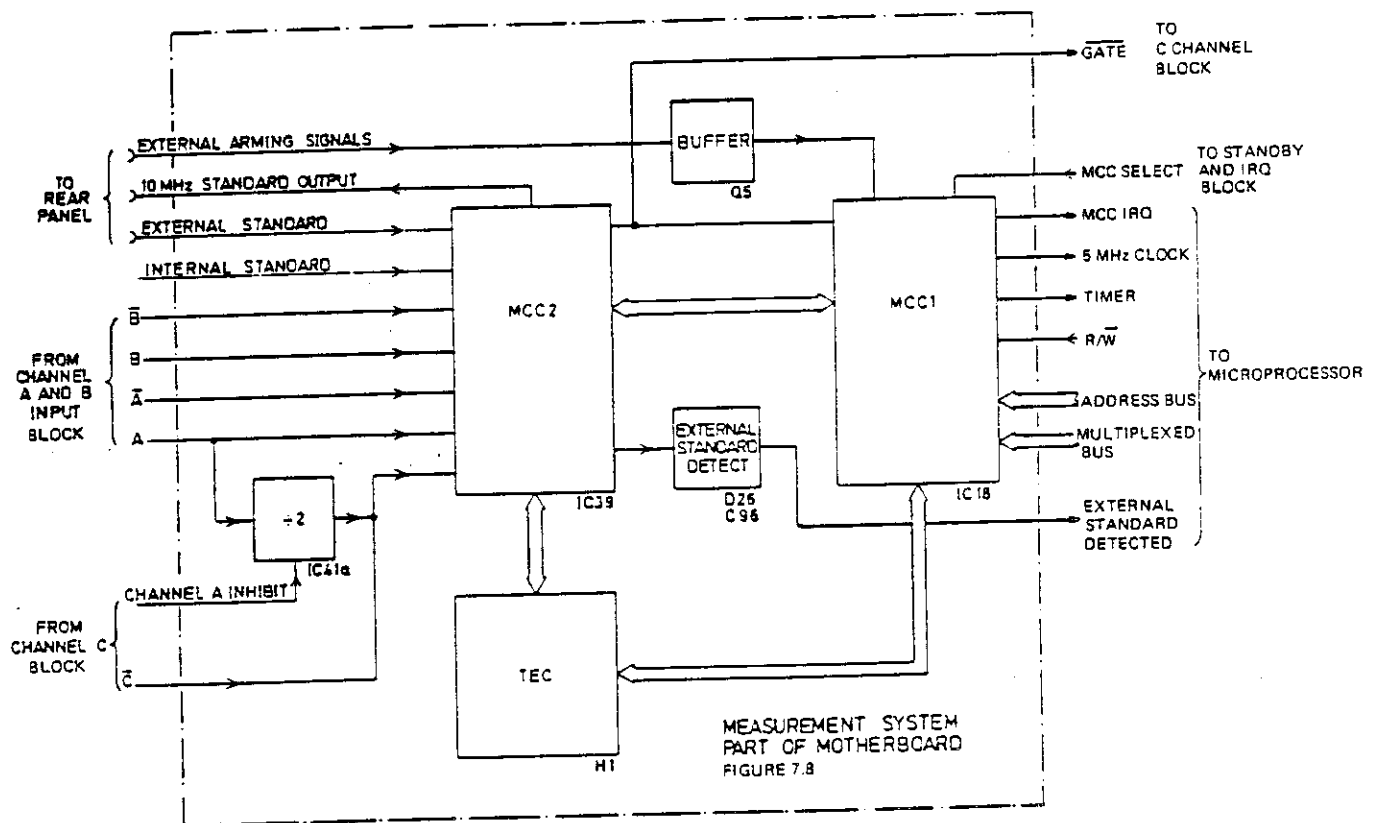 GATE
TO
C CHANNEL
BLOCK
EXTERNAL ARMING SIGNALS
BUFFER
Q5
TO
REAR
PANEL
10 MHz STANDARD OUTPUT
EXTERNAL STANDARD
INTERNAL STANDARD
MCC SELECT
TO STANDBY
AND IRQ
BLOCK
MCC IRQ
5 MHz CLOCK
TIMER
R/W̅
ADDRESS BUS
MULTIPLEXED
BUS
TO
MICROPROCESSOR
MCC2
IC39
MCC1
IC18
FROM
CHANNEL
A AND B
INPUT
BLOCK
B̅
B
A̅
A
÷2
IC41a
EXTERNAL
STANDARD
DETECT
D26
C96
EXTERNAL
STANDARD
DETECTED
CHANNEL A INHIBIT
FROM
CHANNEL C
BLOCK
C̅
TEC
H1
MEASUREMENT SYSTEM
PART OF MOTHERBOARD
FIGURE 7.8